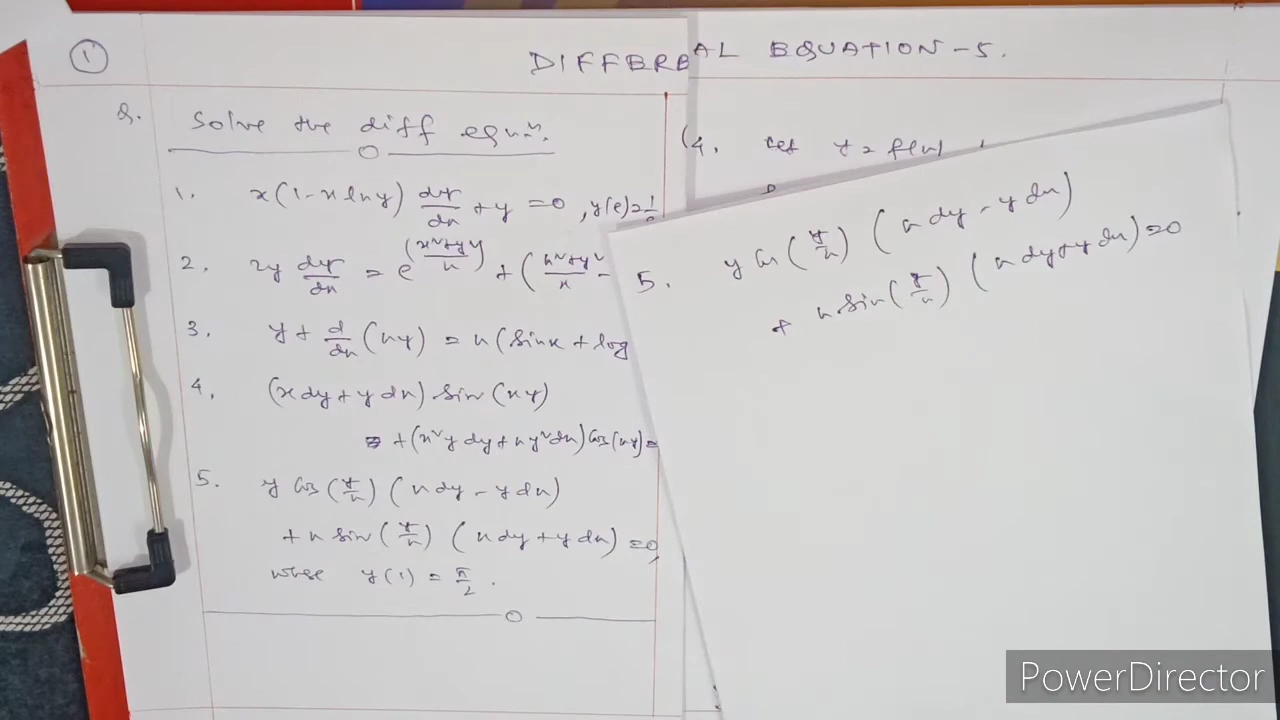 1
DIFFERE AL EQUATION-5.
Q. Solve the diff equn.
1. x(1-x lny) dy/dx + y = 0, y(e)=1/
2. 2y dy/dx = e^((x²+y²)/x) + ((x²+y²)/x -
3. y + d/dx (xy) = x(sinx + log
4. (x dy + y dx) sin(xy)
+ (x²y dy + xy² dx) cos(xy) =
5. y cos(y/x) (x dy - y dx)
+ x sin(y/x) (x dy + y dx) = 0,
where y(1) = π/2.
(4. Let
5. y cos(y/x) (x dy - y dx)
+ x sin(y/x) (x dy + y dx) = 0
PowerDirector